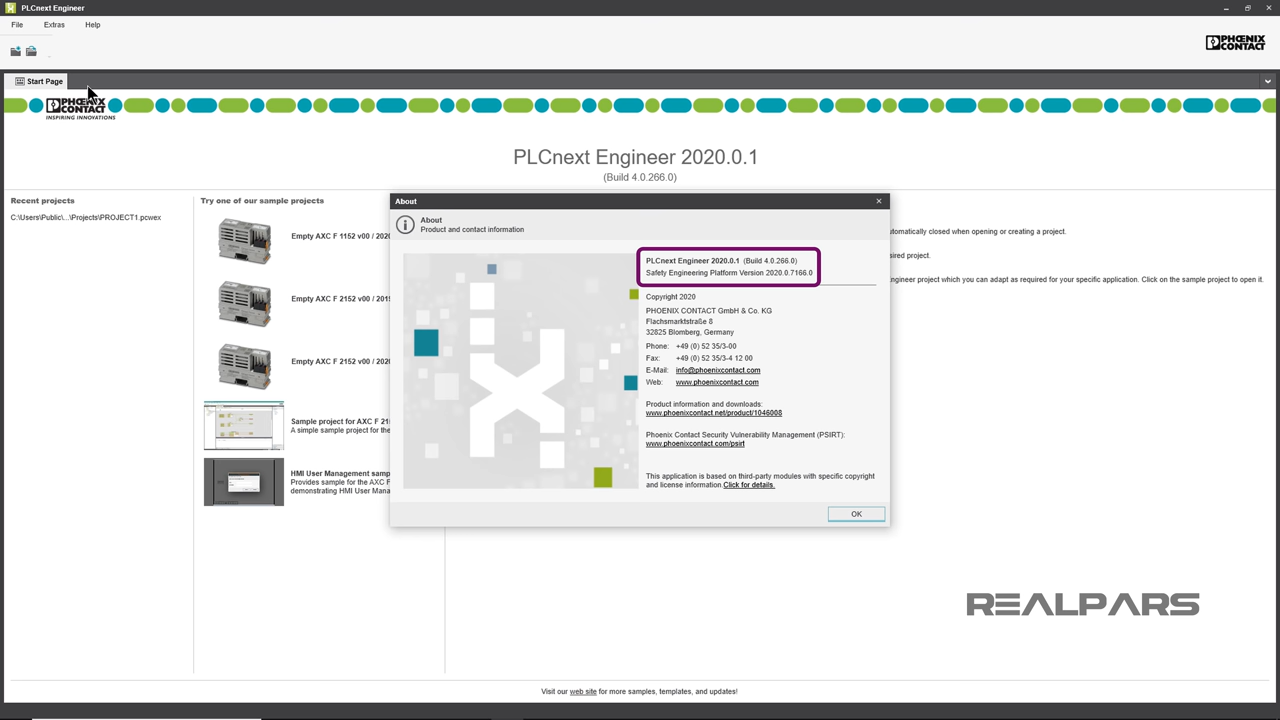 PLCnext Engineer
File Extras Help
PHŒNIX
CONTACT
Start Page
PHŒNIX
CONTACT
INSPIRING INNOVATIONS
PLCnext Engineer 2020.0.1
(Build 4.0.266.0)
Recent projects
C:\Users\Public\...\Projects\PROJECT1.pcwex
Try one of our sample projects
Empty AXC F 1152 v00 / 2020
Empty AXC F 2152 v00 / 201
Empty AXC F 2152 v00 / 2020
Sample project for AXC F 21
A simple sample project for the
HMI User Management samp
Provides sample for the AXC F
demonstrating HMI User Mana
About
About
Product and contact information
PLCnext Engineer 2020.0.1 (Build 4.0.266.0)
Safety Engineering Platform Version 2020.0.7166.0
Copyright 2020
PHOENIX CONTACT GmbH & Co. KG
Flachsmarktstraße 8
32825 Blomberg, Germany
Phone: +49 (0) 52 35/3-00
Fax: +49 (0) 52 35/3-4 12 00
E-Mail: info@phoenixcontact.com
Web: www.phoenixcontact.com
Product information and downloads:
www.phoenixcontact.net/product/1046008
Phoenix Contact Security Vulnerability Management (PSIRT):
www.phoenixcontact.com/psirt
This application is based on third-party modules with specific copyright
and license information.Click for details.
OK
utomatically closed when opening or creating a project.
sired project.
ngineer project which you can adapt as required for your specific application. Click on the sample project to open it.
REALPARS
Visit our web site for more samples, templates, and updates!